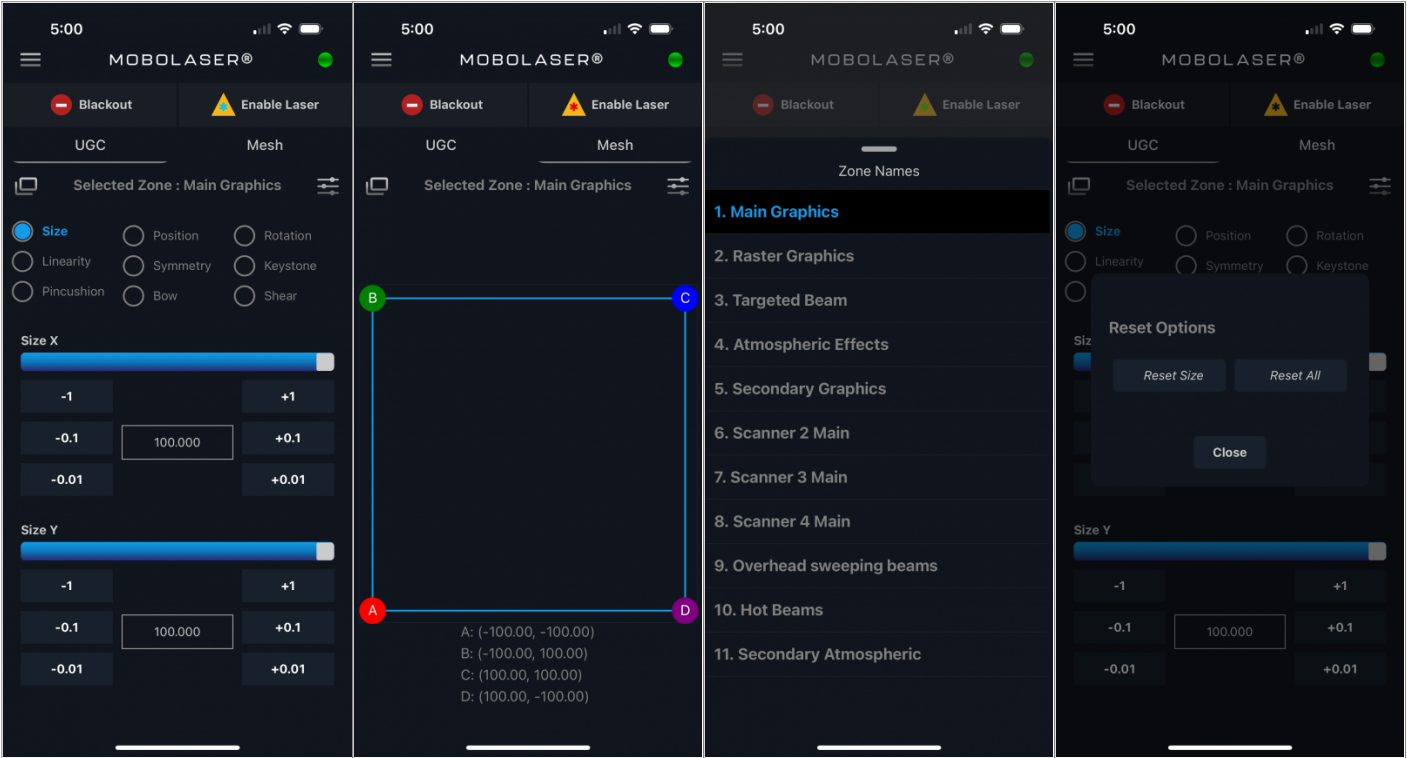 5:00
MOBOLASER®
Blackout Enable Laser
UGC Mesh
Selected Zone : Main Graphics
Size Position Rotation
Linearity Symmetry Keystone
Pincushion Bow Shear
Size X
-1 +1
-0.1 100.000 +0.1
-0.01 +0.01
Size Y
-1 +1
-0.1 100.000 +0.1
-0.01 +0.01
5:00
MOBOLASER®
Blackout Enable Laser
UGC Mesh
Selected Zone : Main Graphics
B C
A D
A: (-100.00, -100.00)
B: (-100.00, 100.00)
C: (100.00, 100.00)
D: (100.00, -100.00)
5:00
MOBOLASER®
Blackout Enable Laser
Zone Names
1. Main Graphics
2. Raster Graphics
3. Targeted Beam
4. Atmospheric Effects
5. Secondary Graphics
6. Scanner 2 Main
7. Scanner 3 Main
8. Scanner 4 Main
9. Overhead sweeping beams
10. Hot Beams
11. Secondary Atmospheric
5:00
MOBOLASER®
Blackout Enable Laser
UGC Mesh
Selected Zone : Main Graphics
Size Position Rotation
Linearity Symmetry Keystone
Reset Options
Siz
Reset Size Reset All
Close
Size Y
-1 +1
-0.1 100.000 +0.1
-0.01 +0.01